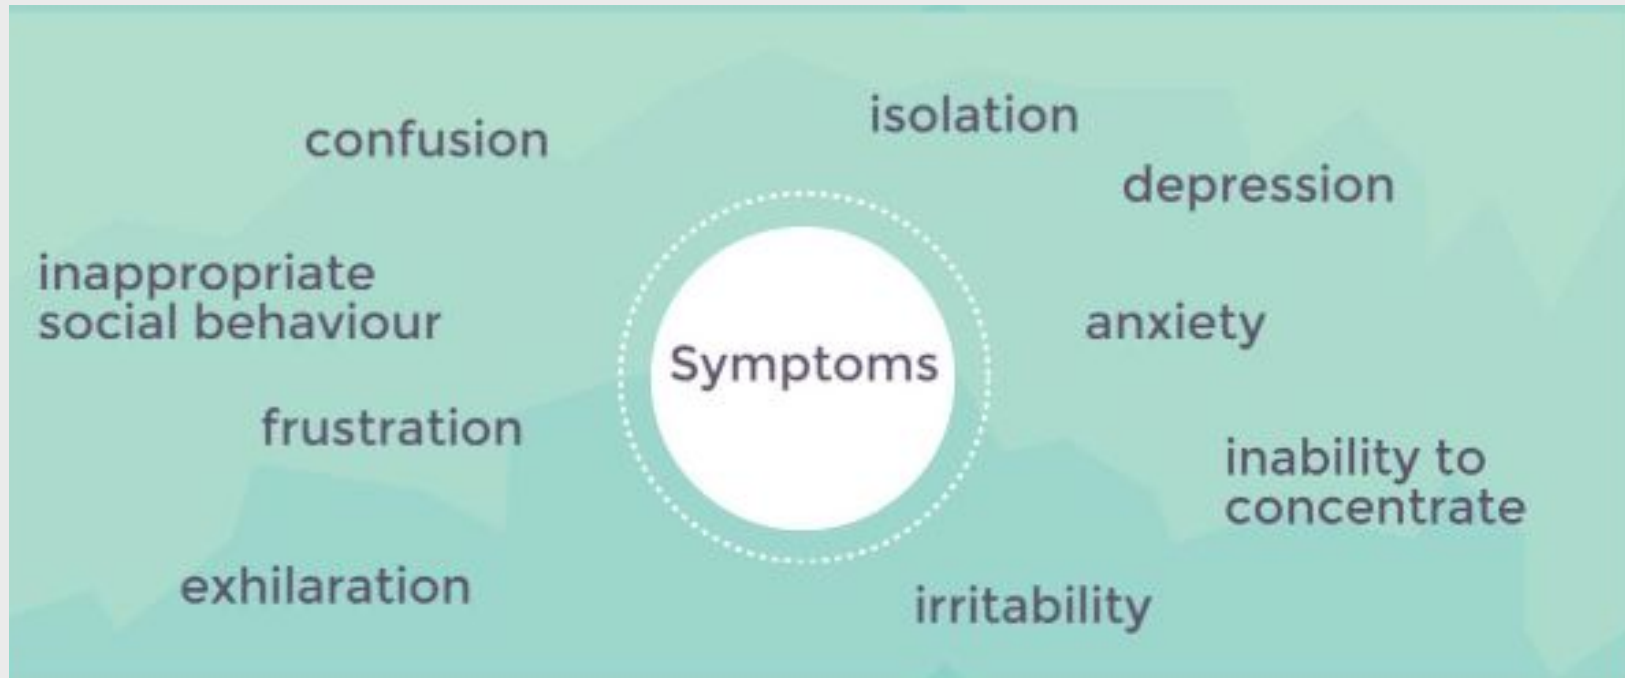 confusion
isolation
depression
inappropriate
social behaviour
anxiety
Symptoms
frustration
inability to
concentrate
exhilaration
irritability